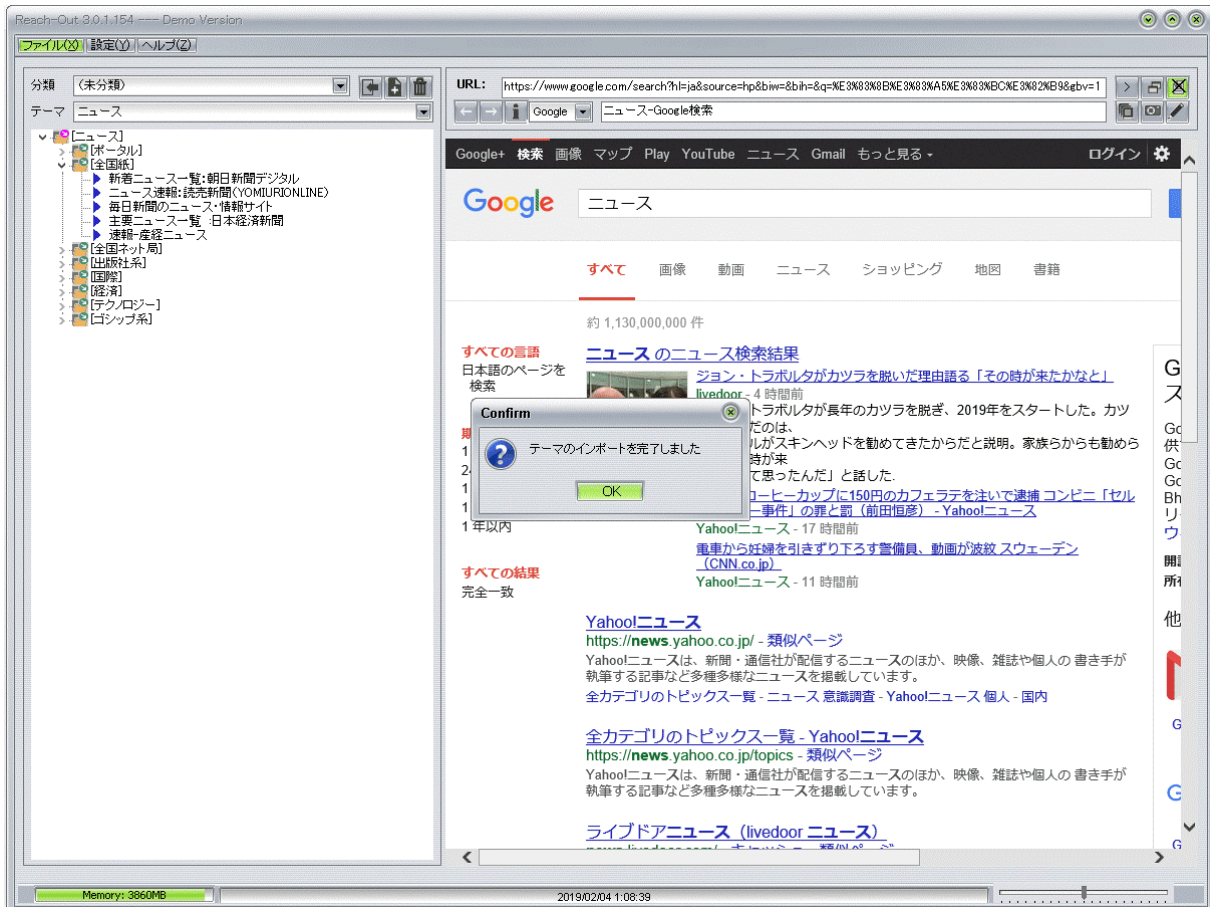 Reach-Out 3.0.1.154 --- Demo Version
ファイル(X) 設定(Y) ヘルプ(Z)
分類 (未分類)
テーマ ニュース
[ニュース]
[ポータル]
[全国紙]
新着ニュース一覧:朝日新聞デジタル
ニュース速報:読売新聞(YOMIURIONLINE)
毎日新聞のニュース・情報サイト
主要ニュース一覧 :日本経済新聞
速報-産経ニュース
[全国ネット局]
[出版社系]
[国際]
[経済]
[テクノロジー]
[ゴシップ系]
URL: https://www.google.com/search?hl=ja&source=hp&biw=&bih=&q=%E3%83%8B%E3%83%A5%E3%83%BC%E3%82%B9&gbv=1
Google ニュース-Google検索
Google+ 検索 画像 マップ Play YouTube ニュース Gmail もっと見る ログイン
Google ニュース
すべて 画像 動画 ニュース ショッピング 地図 書籍
約 1,130,000,000 件
すべての言語
日本語のページを
検索
1 年以内
すべての結果
完全一致
ニュース のニュース検索結果
ジョン・トラボルタがカツラを脱いだ理由語る「その時が来たかなと」
livedoor - 4 時間前
トラボルタが長年のカツラを脱ぎ、2019年をスタートした。カツ
だのは、
ルがスキンヘッドを勧めてきたからだと説明。家族らからも勧めら
時が来
て思ったんだ」と話した.
コーヒーカップに150円のカフェラテを注いで逮捕 コンビニ「セル
ー事件」の罪と罰（前田恒彦） - Yahoo!ニュース
Yahoo!ニュース - 17 時間前
電車から妊婦を引きずり下ろす警備員、動画が波紋 スウェーデン
（CNN.co.jp）
Yahoo!ニュース - 11 時間前
Confirm
テーマのインポートを完了しました
OK
Yahoo!ニュース
https://news.yahoo.co.jp/ - 類似ページ
Yahoo!ニュースは、新聞・通信社が配信するニュースのほか、映像、雑誌や個人の 書き手が
執筆する記事など多種多様なニュースを掲載しています。
全カテゴリのトピックス一覧 - ニュース 意識調査 - Yahoo!ニュース 個人 - 国内
全カテゴリのトピックス一覧 - Yahoo!ニュース
https://news.yahoo.co.jp/topics - 類似ページ
Yahoo!ニュースは、新聞・通信社が配信するニュースのほか、映像、雑誌や個人の 書き手が
執筆する記事など多種多様なニュースを掲載しています。
ライブドアニュース（livedoor ニュース）
Memory: 3860MB
2019/02/04 1:08:39